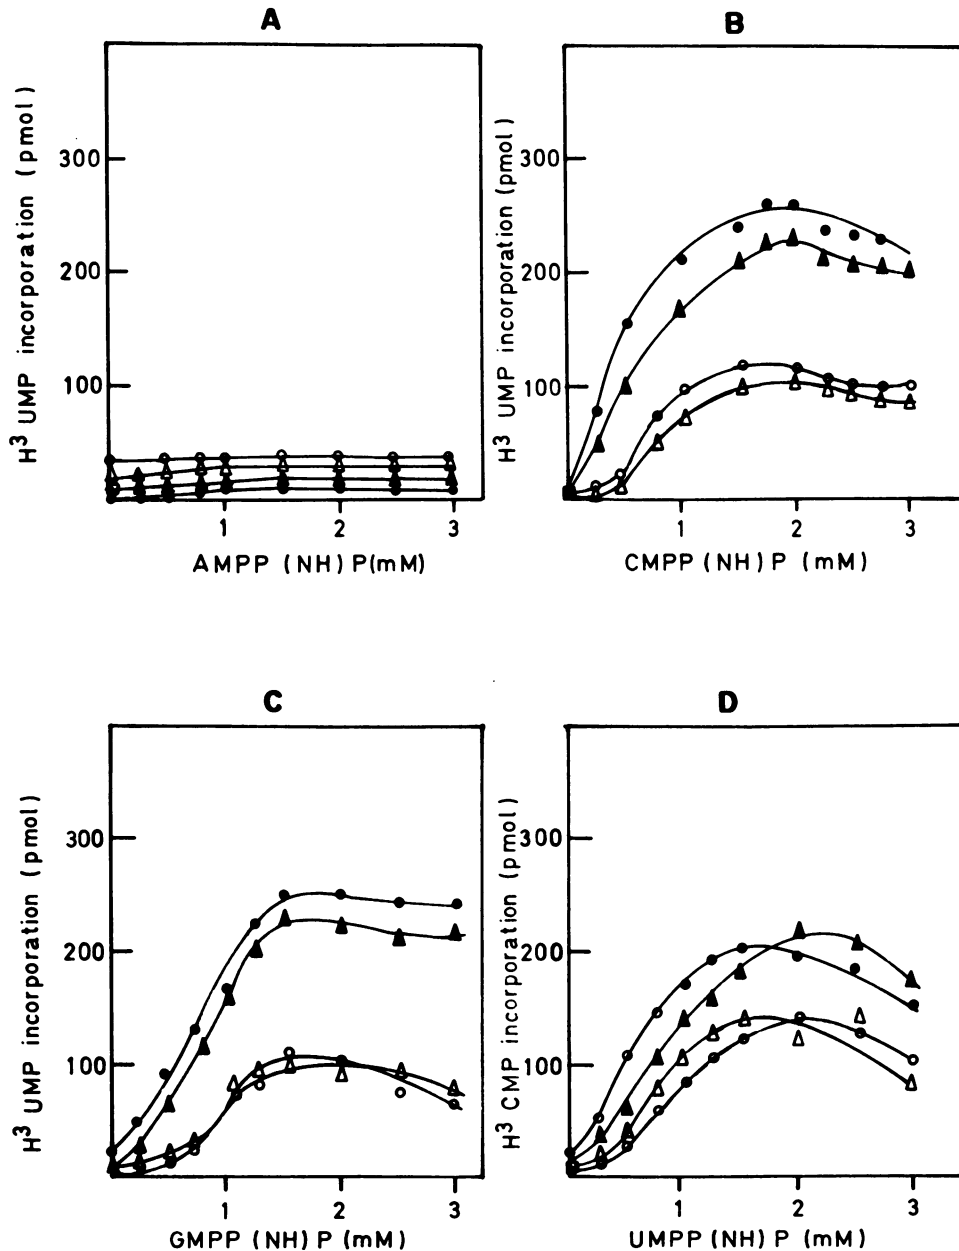 A
H³ UMP incorporation (pmol)
300
200
100
1 2 3
AMPP (NH) P(mM)
B
H³ UMP incorporation (pmol)
300
200
100
1 2 3
CMPP (NH) P (mM)
C
H³ UMP incorporation (pmol)
300
200
100
1 2 3
GMPP (NH) P (mM)
D
H³ CMP incorporation (pmol)
300
200
100
1 2 3
UMPP (NH) P (mM)